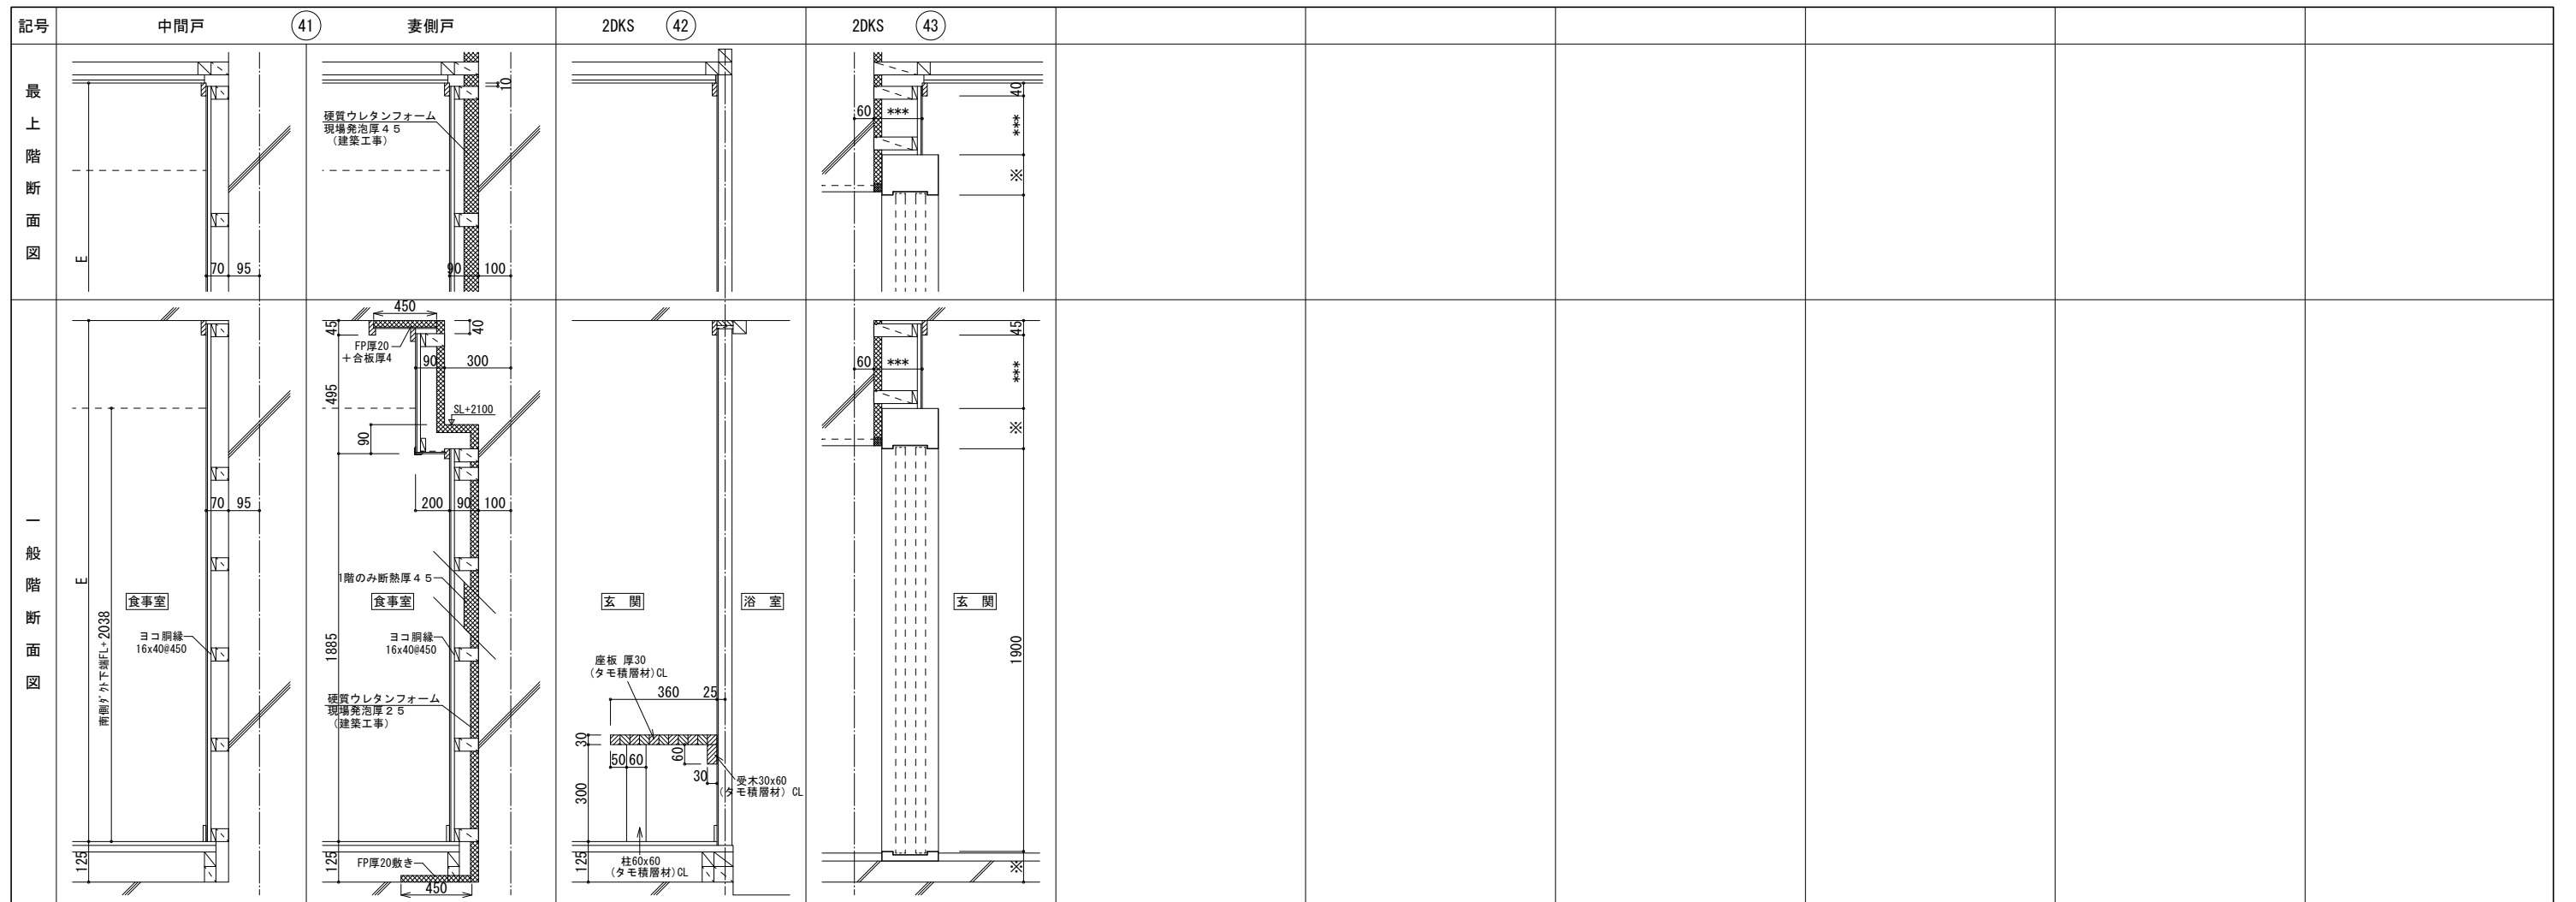 記号
中間戸
41
妻側戸
2DKS
42
2DKS
43
最上階断面図
E
70
95
硬質ウレタンフォーム
現場発泡厚45
(建築工事)
10
90
100
60
***
40
***
※
一般階断面図
E
南側ダクト下端FL+2038
食事室
ヨコ胴縁
16x40@450
70
95
125
450
45
40
FP厚20
+合板厚4
90
300
495
SL+2100
90
200
90
100
1階のみ断熱厚45
食事室
1885
ヨコ胴縁
16x40@450
硬質ウレタンフォーム
現場発泡厚25
(建築工事)
FP厚20敷き
125
450
玄関
浴室
座板 厚30
(タモ積層材)CL
360
25
30
50
60
60
30
受木30x60
(タモ積層材) CL
300
柱60x60
(タモ積層材)CL
125
60
***
45
***
※
玄関
1900
※